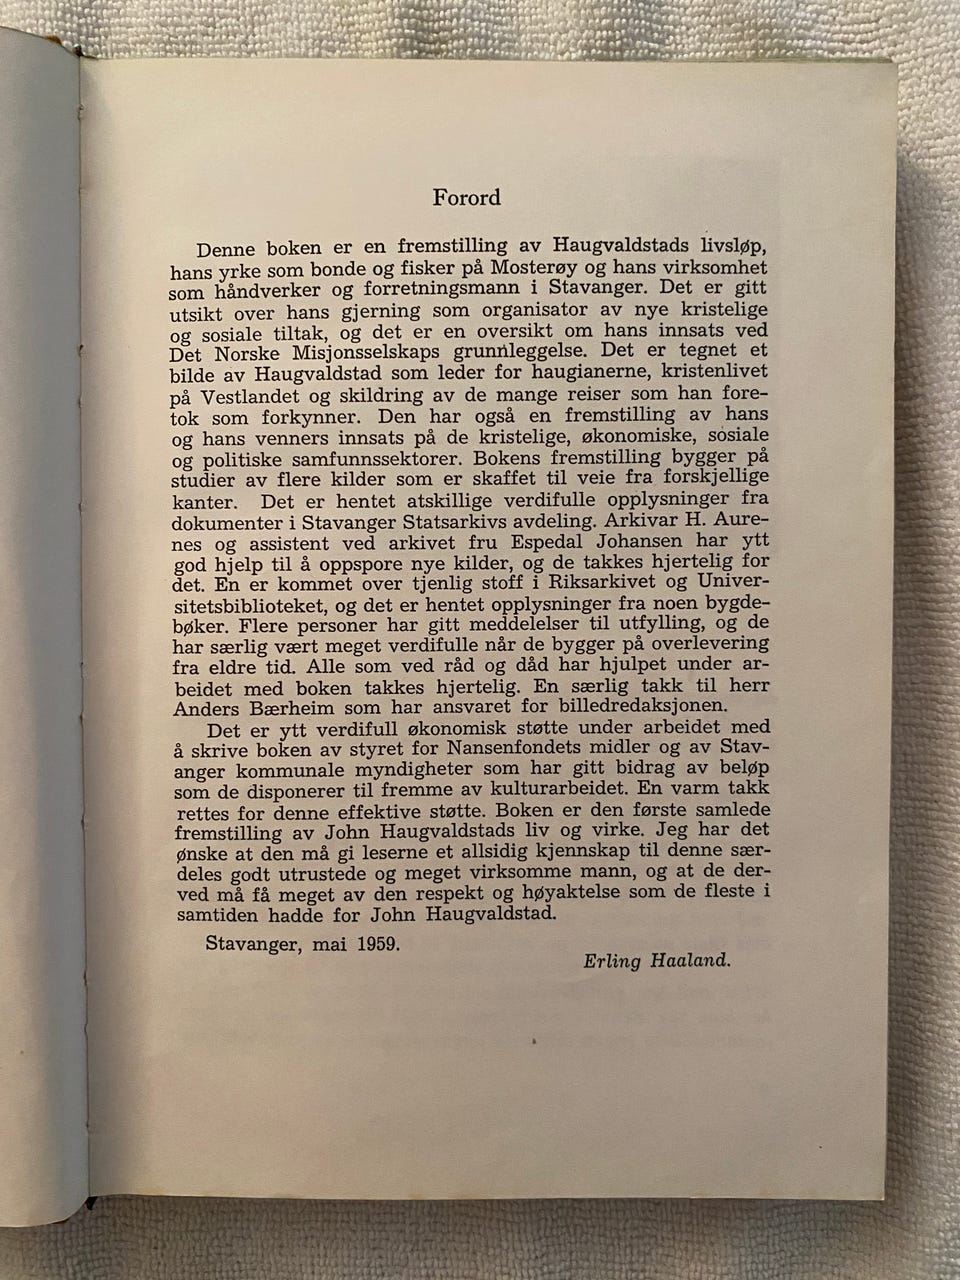 Forord
Denne boken er en fremstilling av Haugvaldstads livsløp,
hans yrke som bonde og fisker på Mosterøy og hans virksomhet
som håndverker og forretningsmann i Stavanger. Det er gitt
utsikt over hans gjerning som organisator av nye kristelige
og sosiale tiltak, og det er en oversikt om hans innsats ved
Det Norske Misjonsselskaps grunnleggelse. Det er tegnet et
bilde av Haugvaldstad som leder for haugianerne, kristenlivet
på Vestlandet og skildring av de mange reiser som han fore-
tok som forkynner. Den har også en fremstilling av hans
og hans venners innsats på de kristelige, økonomiske, sosiale
og politiske samfunnssektorer. Bokens fremstilling bygger på
studier av flere kilder som er skaffet til veie fra forskjellige
kanter. Det er hentet atskillige verdifulle opplysninger fra
dokumenter i Stavanger Statsarkivs avdeling. Arkivar H. Aure-
nes og assistent ved arkivet fru Espedal Johansen har ytt
god hjelp til å oppspore nye kilder, og de takkes hjertelig for
det. En er kommet over tjenlig stoff i Riksarkivet og Univer-
sitetsbiblioteket, og det er hentet opplysninger fra noen bygde-
bøker. Flere personer har gitt meddelelser til utfylling, og de
har særlig vært meget verdifulle når de bygger på overlevering
fra eldre tid. Alle som ved råd og dåd har hjulpet under ar-
beidet med boken takkes hjertelig. En særlig takk til herr
Anders Bærheim som har ansvaret for billedredaksjonen.
Det er ytt verdifull økonomisk støtte under arbeidet med
å skrive boken av styret for Nansenfondets midler og av Stav-
anger kommunale myndigheter som har gitt bidrag av beløp
som de disponerer til fremme av kulturarbeidet. En varm takk
rettes for denne effektive støtte. Boken er den første samlede
fremstilling av John Haugvaldstads liv og virke. Jeg har det
ønske at den må gi leserne et allsidig kjennskap til denne sær-
deles godt utrustede og meget virksomme mann, og at de der-
ved må få meget av den respekt og høyaktelse som de fleste i
samtiden hadde for John Haugvaldstad.
Stavanger, mai 1959.
Erling Haaland.